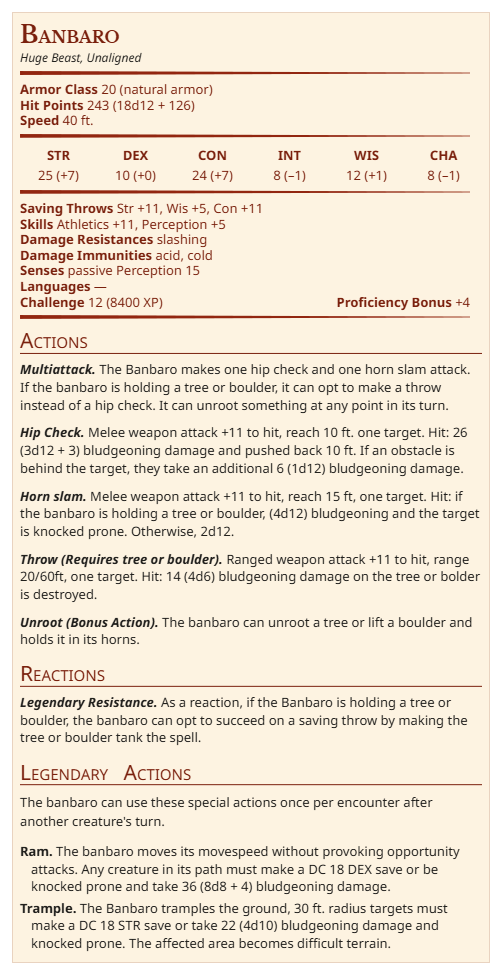 Banbaro
Huge Beast, Unaligned
Armor Class 20 (natural armor)
Hit Points 243 (18d12 + 126)
Speed 40 ft.
STR DEX CON INT WIS CHA
25 (+7) 10 (+0) 24 (+7) 8 (–1) 12 (+1) 8 (–1)
Saving Throws Str +11, Wis +5, Con +11
Skills Athletics +11, Perception +5
Damage Resistances slashing
Damage Immunities acid, cold
Senses passive Perception 15
Languages —
Challenge 12 (8400 XP) Proficiency Bonus +4
Actions
Multiattack. The Banbaro makes one hip check and one horn slam attack.
If the banbaro is holding a tree or boulder, it can opt to make a throw
instead of a hip check. It can unroot something at any point in its turn.
Hip Check. Melee weapon attack +11 to hit, reach 10 ft. one target. Hit: 26
(3d12 + 3) bludgeoning damage and pushed back 10 ft. If an obstacle is
behind the target, they take an additional 6 (1d12) bludgeoning damage.
Horn slam. Melee weapon attack +11 to hit, reach 15 ft, one target. Hit: if
the banbaro is holding a tree or boulder, (4d12) bludgeoning and the target
is knocked prone. Otherwise, 2d12.
Throw (Requires tree or boulder). Ranged weapon attack +11 to hit, range
20/60ft, one target. Hit: 14 (4d6) bludgeoning damage on the tree or bolder
is destroyed.
Unroot (Bonus Action). The banbaro can unroot a tree or lift a boulder and
holds it in its horns.
Reactions
Legendary Resistance. As a reaction, if the Banbaro is holding a tree or
boulder, the banbaro can opt to succeed on a saving throw by making the
tree or boulder tank the spell.
Legendary Actions
The banbaro can use these special actions once per encounter after
another creature's turn.
Ram. The banbaro moves its movespeed without provoking opportunity
attacks. Any creature in its path must make a DC 18 DEX save or be
knocked prone and take 36 (8d8 + 4) bludgeoning damage.
Trample. The Banbaro tramples the ground, 30 ft. radius targets must
make a DC 18 STR save or take 22 (4d10) bludgeoning damage and
knocked prone. The affected area becomes difficult terrain.